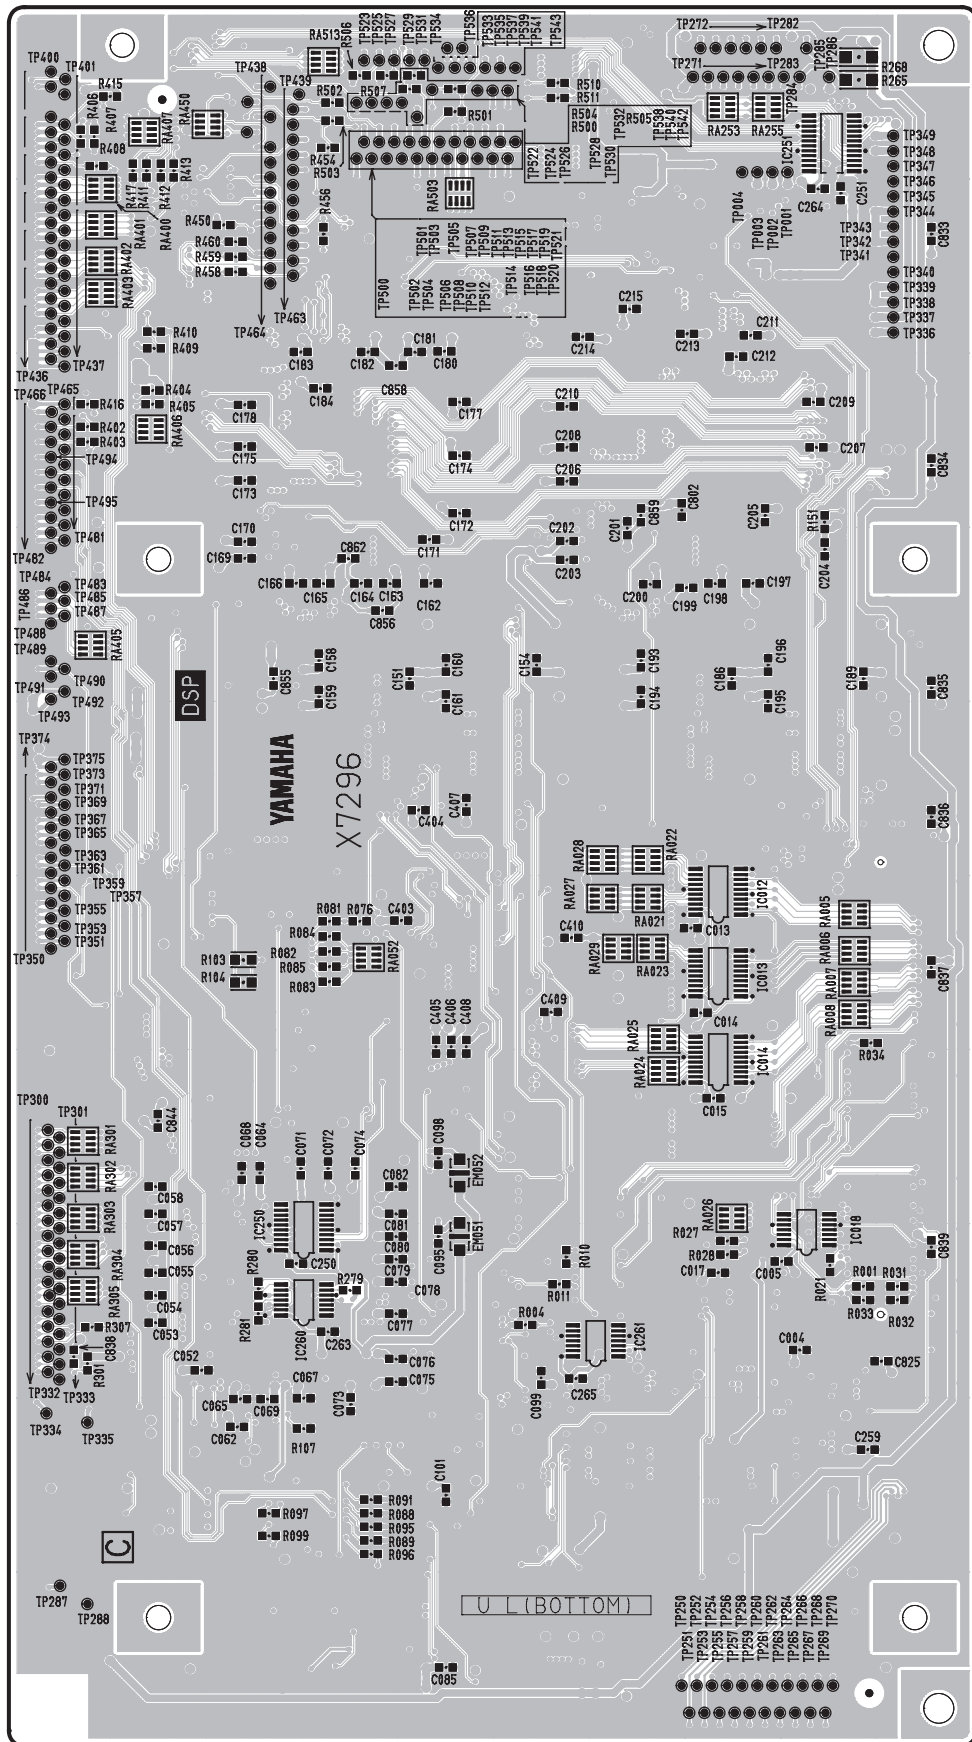 TP400
TP401
R415
R406
R407
RA407
RA450
R408
R413
R417
R411
R412
RA400
RA401
RA402
RA403
R410
R409
TP436
TP437
TP438
TP439
R450
R460
R459
R458
TP464
TP463
RA513
R506
TP523
TP525
TP527
TP529
TP531
TP534
TP536
TP533
TP535
TP537
TP539
TP541
TP543
R502
R507
R501
R510
R511
R504
R500
TP532
R505
TP538
TP540
TP542
R454
R503
R456
RA503
TP522
TP524
TP526
TP528
TP530
TP500
TP501
TP503
TP505
TP507
TP509
TP511
TP513
TP515
TP517
TP519
TP521
TP502
TP504
TP506
TP508
TP510
TP512
TP514
TP516
TP518
TP520
TP272
TP282
TP271
TP283
TP285
TP286
TP284
R268
R265
RA253
RA255
IC251
C264
C251
TP004
TP003
TP002
TP001
TP349
TP348
TP347
TP346
TP345
TP344
TP343
TP342
TP341
TP340
TP339
TP338
TP337
TP336
C833
C215
C214
C213
C211
C212
C183
C182
C181
C180
C184
C858
C177
C210
C209
TP466
TP465
R416
R404
R405
R402
R403
RA406
TP494
TP495
TP481
TP482
C178
C175
C173
C174
C208
C206
C207
C834
C170
C169
C172
C171
C202
C203
C201
C859
C802
C205
R151
C204
TP484
TP483
TP485
TP486
TP487
TP488
TP489
RA405
TP490
TP491
TP492
TP493
C166
C165
C862
C164
C163
C162
C856
C200
C199
C198
C197
C855
C158
C159
C151
C160
C161
C154
C193
C194
C186
C196
C195
C189
C835
DSP
YAMAHA
X7296
TP374
TP375
TP373
TP371
TP369
TP367
TP365
TP363
TP361
TP359
TP357
TP355
TP353
TP351
TP350
C404
C407
C836
RA028
RA022
RA027
RA021
IC012
C013
RA005
R081
R076
C403
R084
R082
R085
R083
RA052
R103
R104
C410
RA029
RA023
IC013
RA006
RA007
RA008
C837
C405
C406
C408
C409
C014
RA025
RA024
IC014
C015
R034
TP300
TP301
RA301
RA302
RA303
RA304
RA305
R307
C838
R301
TP332
TP333
TP334
TP335
C844
C058
C057
C056
C055
C054
C053
C052
C068
C064
C071
C072
C074
IC250
C250
R280
R281
R279
IC260
C263
C082
C081
C080
C079
C078
C077
C076
C075
C098
EM052
C095
EM051
R010
R011
R004
IC261
C265
C099
RA026
R027
R028
C017
IC018
C005
R021
R001
R031
R033
R032
C839
C004
C825
C065
C069
C067
C062
R107
C073
C259
C101
R097
R099
R091
R088
R095
R089
R096
C
TP287
TP288
U L(BOTTOM)
C085
TP250
TP252
TP254
TP256
TP258
TP260
TP262
TP264
TP266
TP268
TP270
TP251
TP253
TP255
TP257
TP259
TP261
TP263
TP265
TP267
TP269